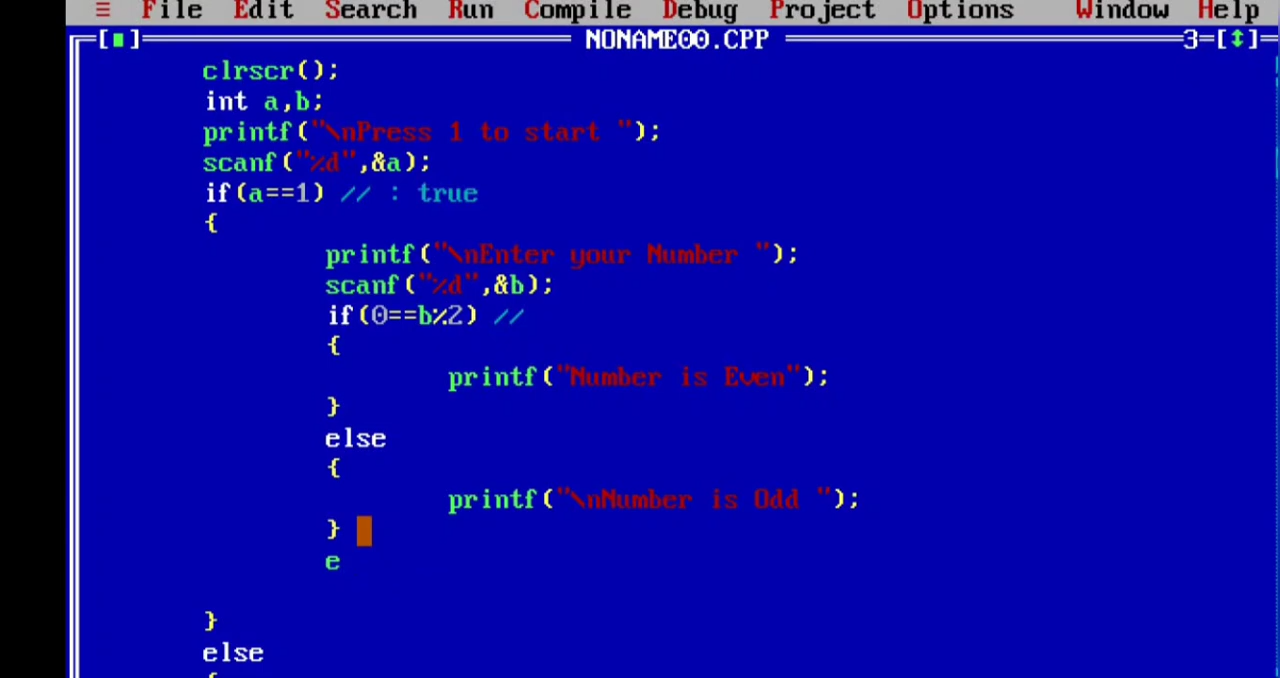 ≡ File Edit Search Run Compile Debug Project Options Window Help
[■] NONAME00.CPP 3=[↕]
clrscr();
int a,b;
printf("\nPress 1 to start ");
scanf("%d",&a);
if(a==1) // : true
{
printf("\nEnter your Number ");
scanf("%d",&b);
if(0==b%2) //
{
printf("Number is Even");
}
else
{
printf("\nNumber is Odd ");
}
e
}
else
{